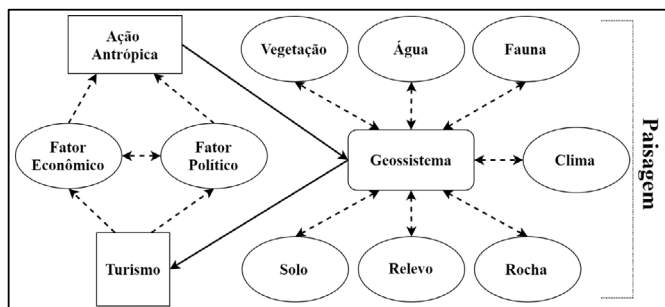 Ação
Antrópica
Vegetação
Água
Fauna
Fator
Econômico
Fator
Político
Geossistema
Clima
Turismo
Solo
Relevo
Rocha
Paisagem